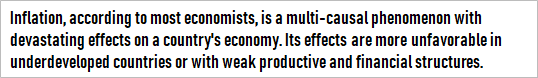 Inflation, according to most economists, is a multi-causal phenomenon with
devastating effects on a country's economy. Its effects are more unfavorable in
underdeveloped countries or with weak productive and financial structures.